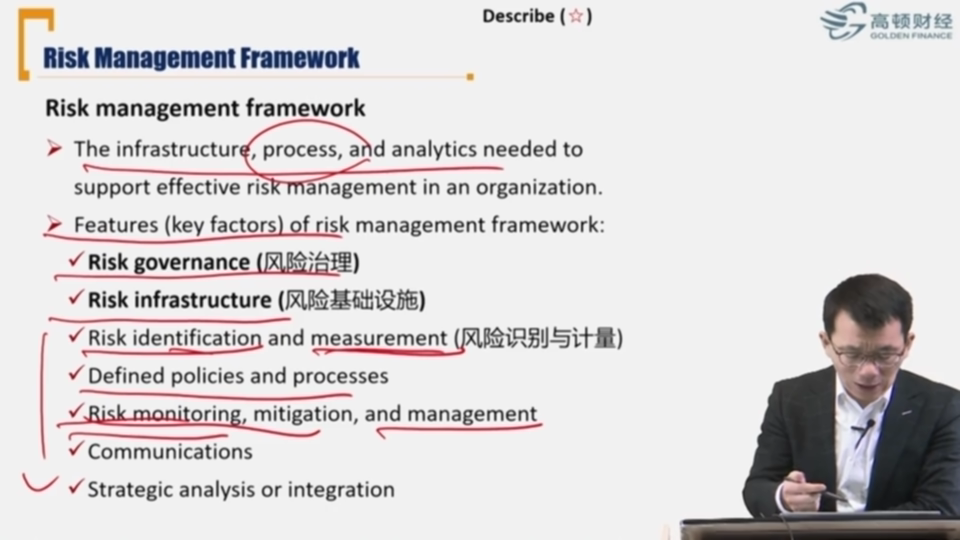 Describe (☆)
高顿财经
GOLDEN FINANCE
Risk Management Framework
Risk management framework
The infrastructure, process, and analytics needed to
support effective risk management in an organization.
Features (key factors) of risk management framework:
Risk governance (风险治理)
Risk infrastructure (风险基础设施)
Risk identification and measurement (风险识别与计量)
Defined policies and processes
Risk monitoring, mitigation, and management
Communications
Strategic analysis or integration